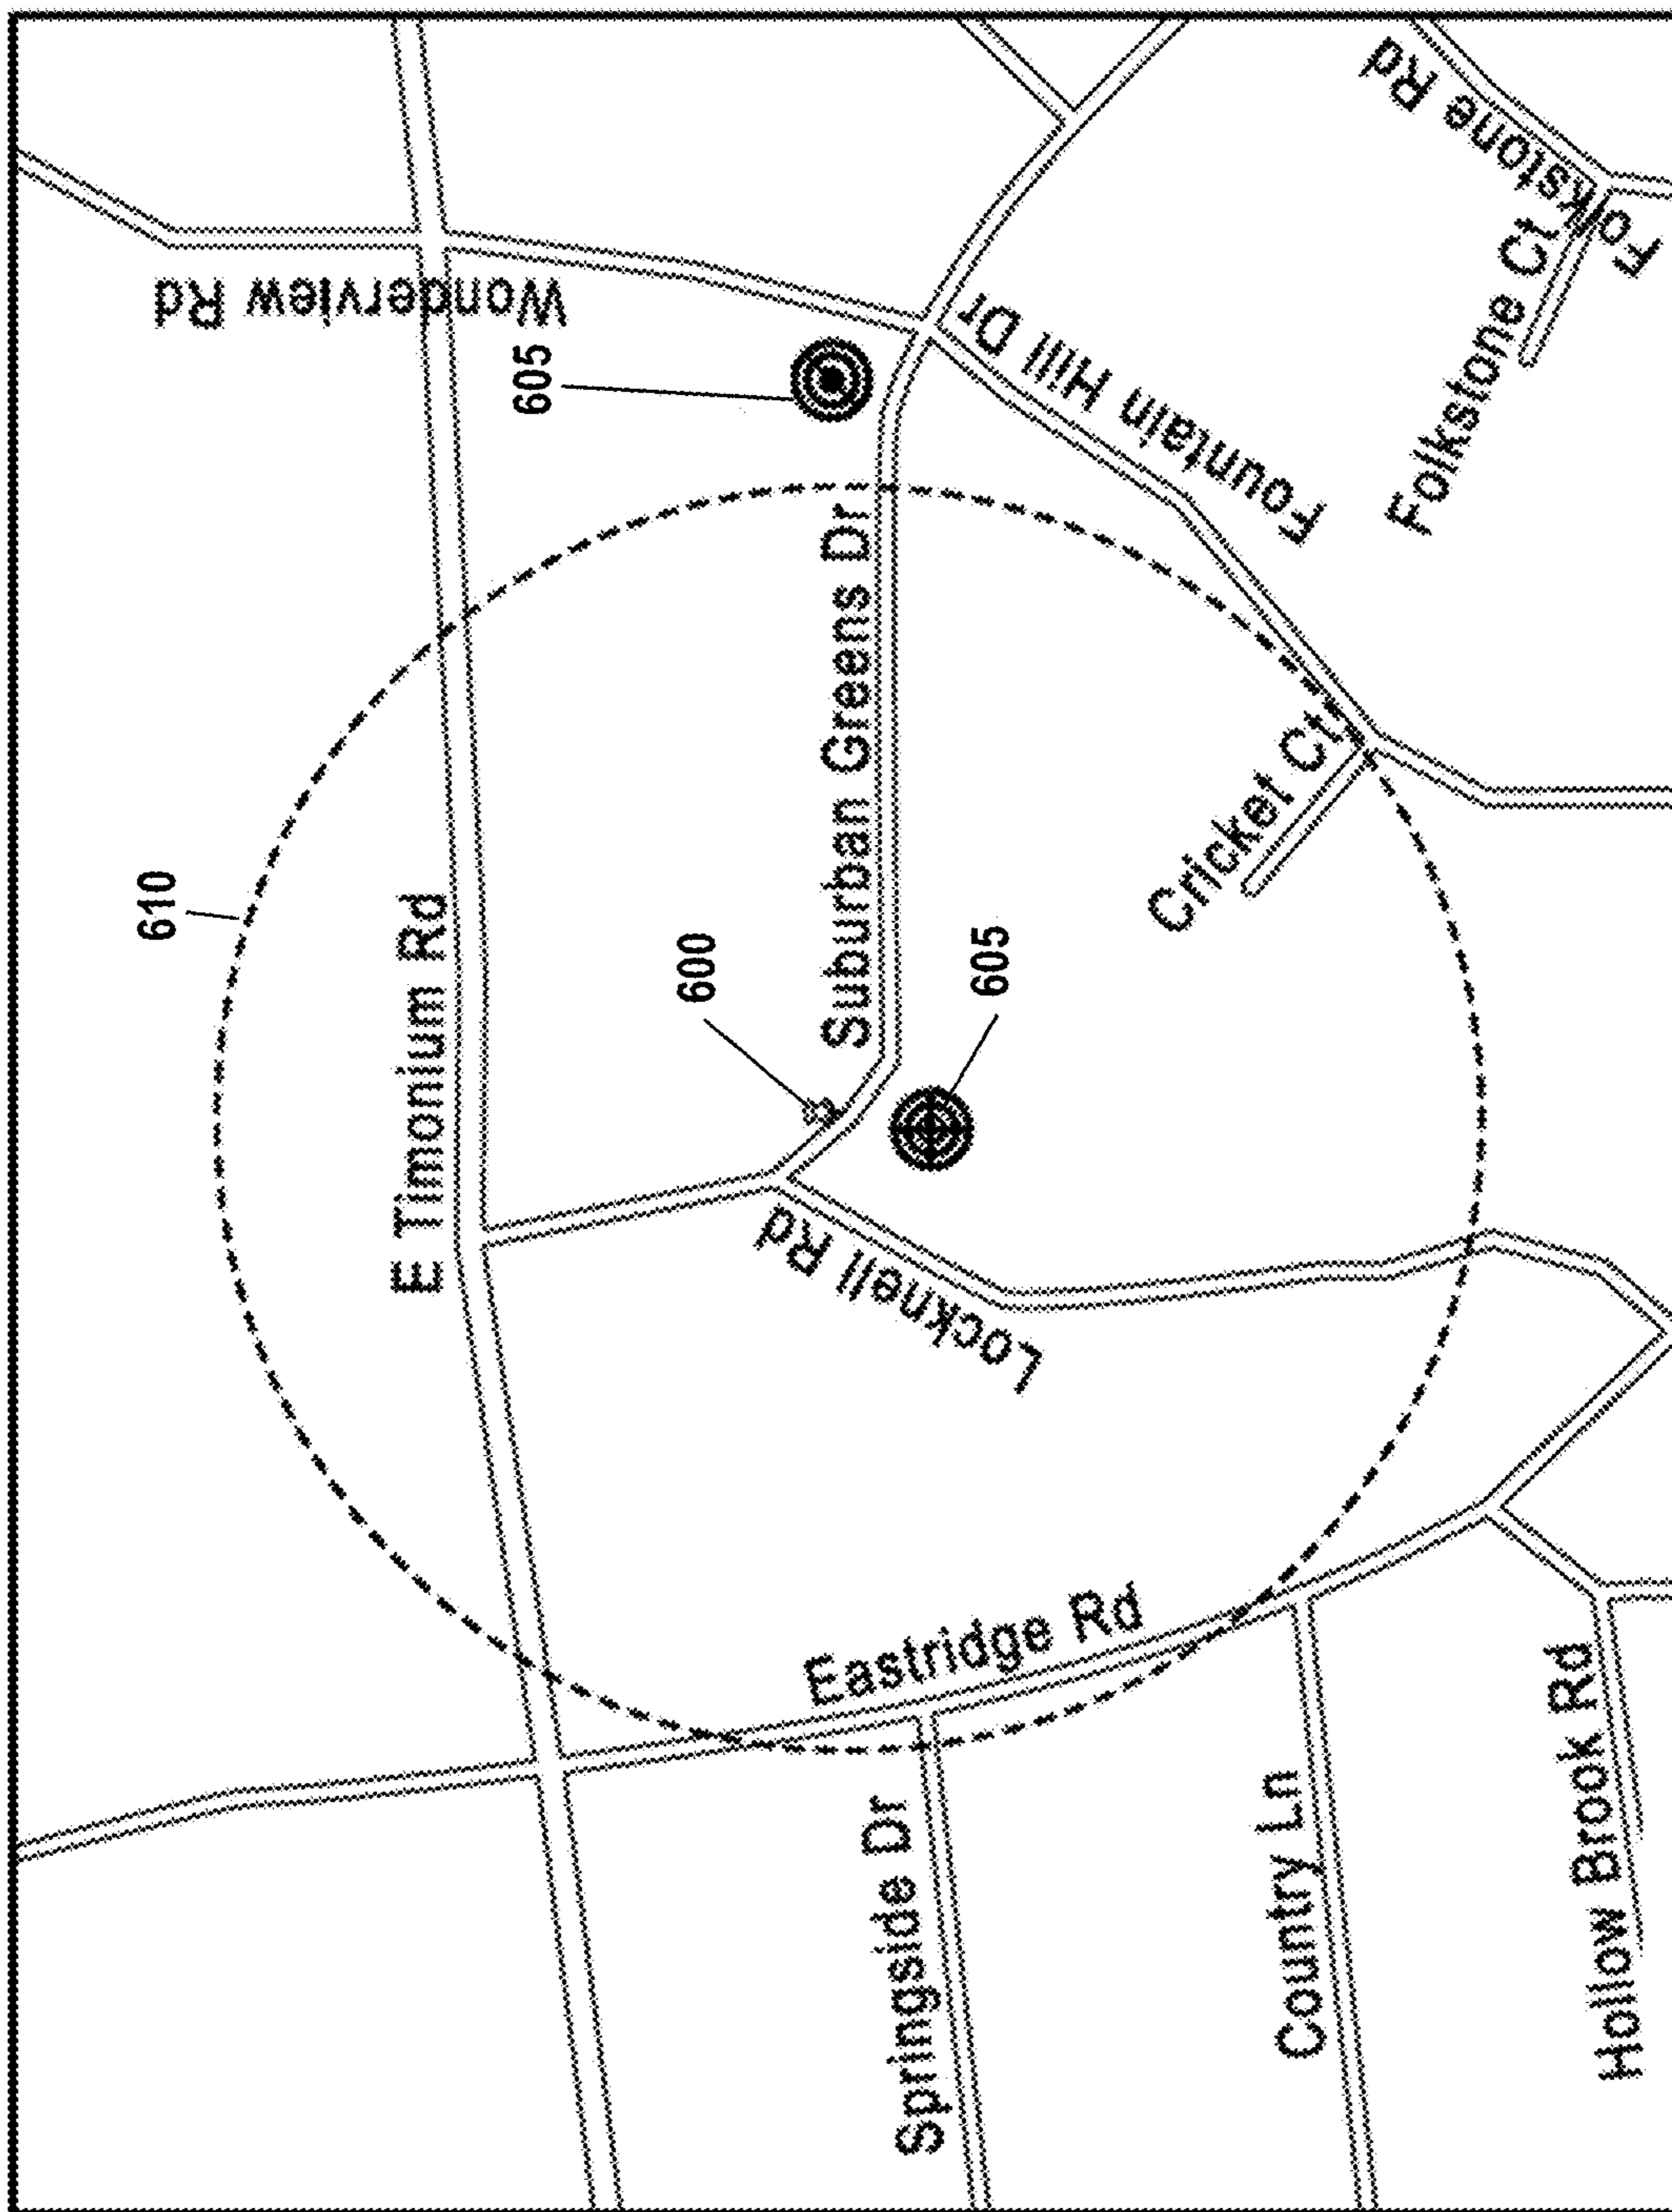 610
E Timonium Rd
Wonderview Rd
605
600
Suburban Greens Dr
605
Locknell Rd
Fountain Hill Dr
Cricket Ct
Eastridge Rd
Springside Dr
Country Ln
Hollow Brook Rd
Folkstone Ct
Folkstone Rd